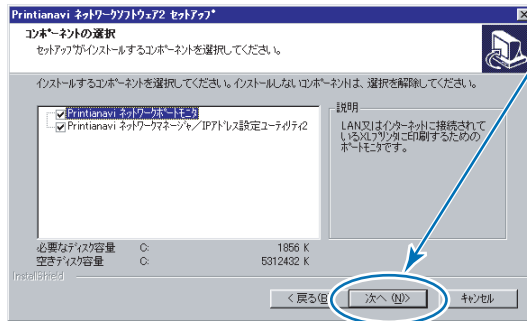 Printianavi ネットワークソフトウェア2 セットアップ
コンポーネントの選択
セットアップがインストールするコンポーネントを選択してください。
インストールするコンポーネントを選択してください。インストールしないコンポーネントは、選択を解除してください。
Printianavi ネットワークポートモニタ
Printianavi ネットワークマネージャ/IPアドレス設定ユーティリティ2
説明
LAN又はインターネットに接続されて
いるXLプリンタに印刷するための
ポートモニタです。
必要なディスク容量 C: 1856 K
空きディスク容量 C: 5312432 K
InstallShield
< 戻る(B
次へ (N)>
キャンセル